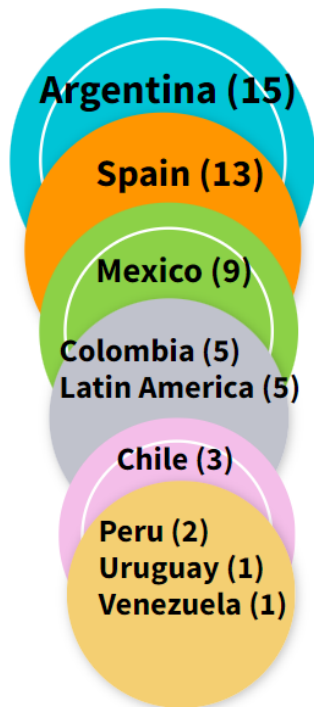 Argentina (15)
Spain (13)
Mexico (9)
Colombia (5)
Latin America (5)
Chile (3)
Peru (2)
Uruguay (1)
Venezuela (1)